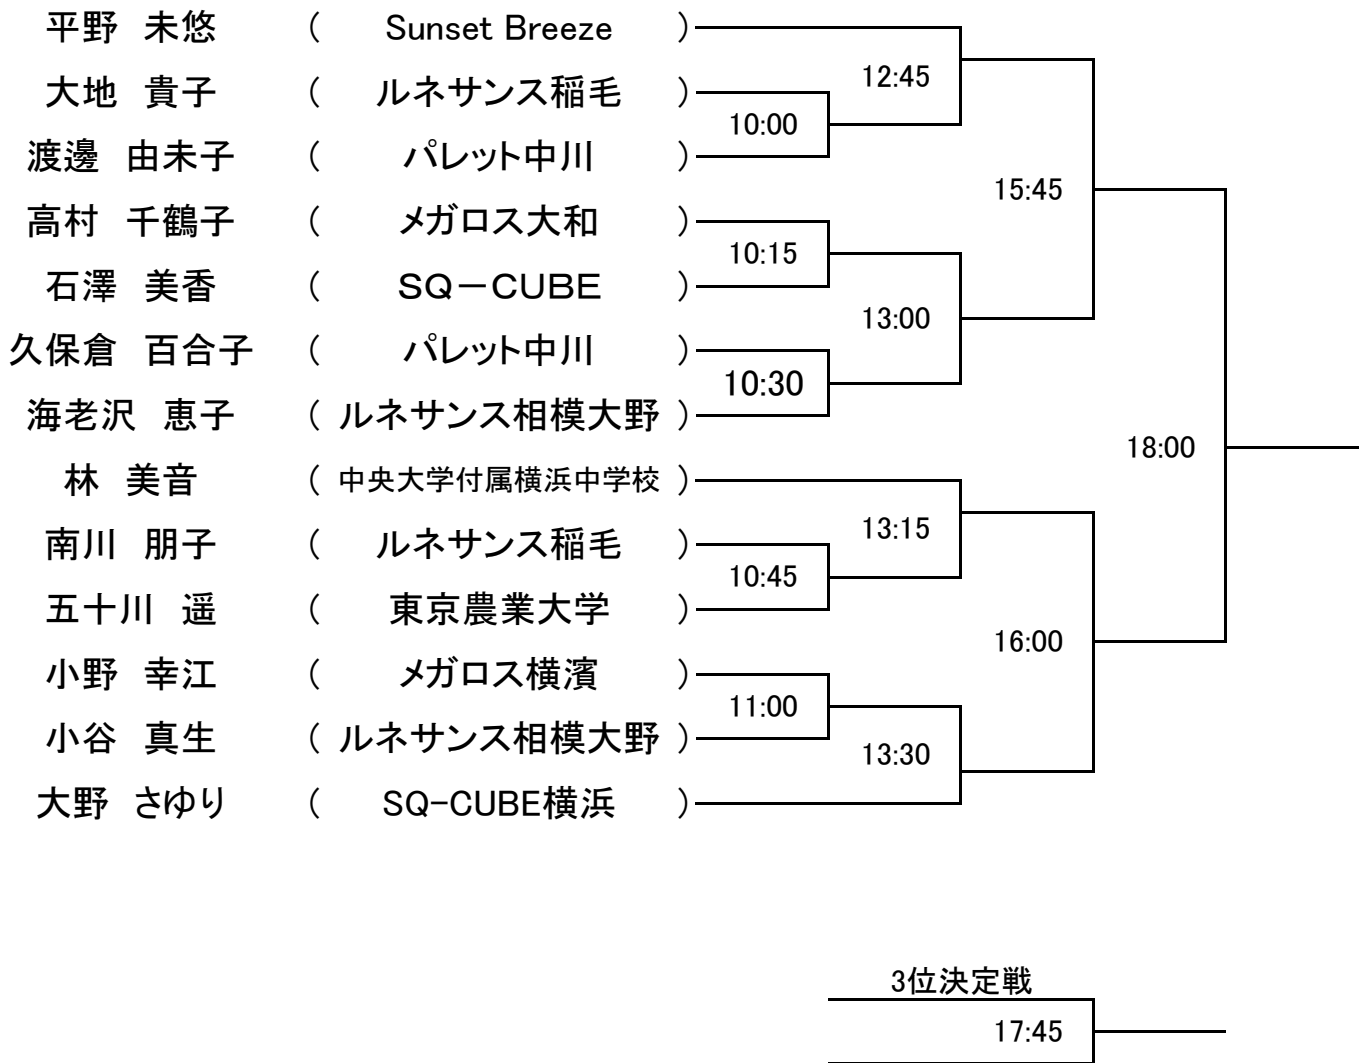 平野 未悠 ( Sunset Breeze )
12:45
大地 貴子 ( ルネサンス稲毛 )
10:00
渡邊 由未子 ( パレット中川 )
15:45
高村 千鶴子 ( メガロス大和 )
10:15
石澤 美香 ( SQ－CUBE )
13:00
久保倉 百合子 ( パレット中川 )
10:30
海老沢 恵子 ( ルネサンス相模大野 )
18:00
林 美音 ( 中央大学付属横浜中学校 )
13:15
南川 朋子 ( ルネサンス稲毛 )
10:45
五十川 遥 ( 東京農業大学 )
16:00
小野 幸江 ( メガロス横濱 )
11:00
小谷 真生 ( ルネサンス相模大野 )
13:30
大野 さゆり ( SQ-CUBE横浜 )
3位決定戦
17:45